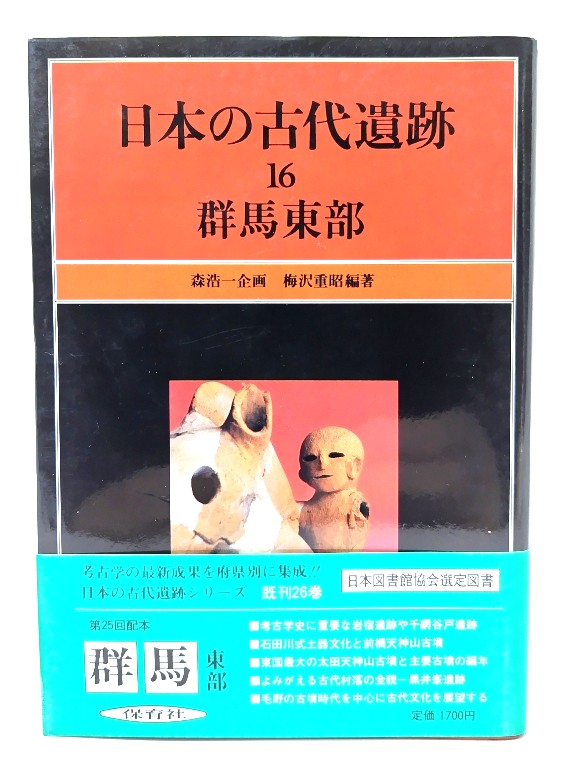 日本の古代遺跡
16
群馬東部
森浩一企画 梅沢重昭編著
考古学の最新成果を府県別に集成!!
日本の古代遺跡シリーズ 既刊26巻
日本図書館協会選定図書
第25回配本
群馬東部
保育社
■考古学史に重要な岩宿遺跡や千網谷戸遺跡
■石田川式土器文化と前橋天神山古墳
■東国最大の太田天神山古墳と主要古墳の編年
■よみがえる古代村落の全貌—黒井峯遺跡
■毛野の古墳時代を中心に古代文化を展望する
定価1700円